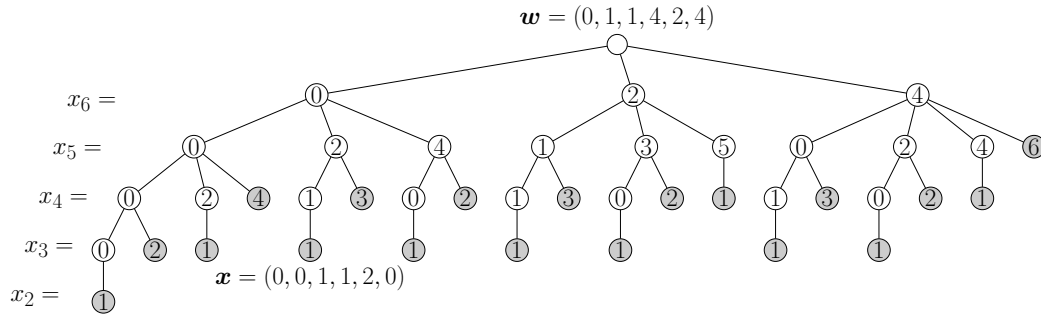 w = (0, 1, 1, 4, 2, 4)
x₆ = 0 2 4
x₅ = 0 2 4 1 3 5 0 2 4 6
x₄ = 0 2 4 1 3 0 2 1 3 0 2 1 1 3 0 2 1
x₃ = 0 2 1 1 1 1 1 1 1
x = (0, 0, 1, 1, 2, 0)
x₂ = 1